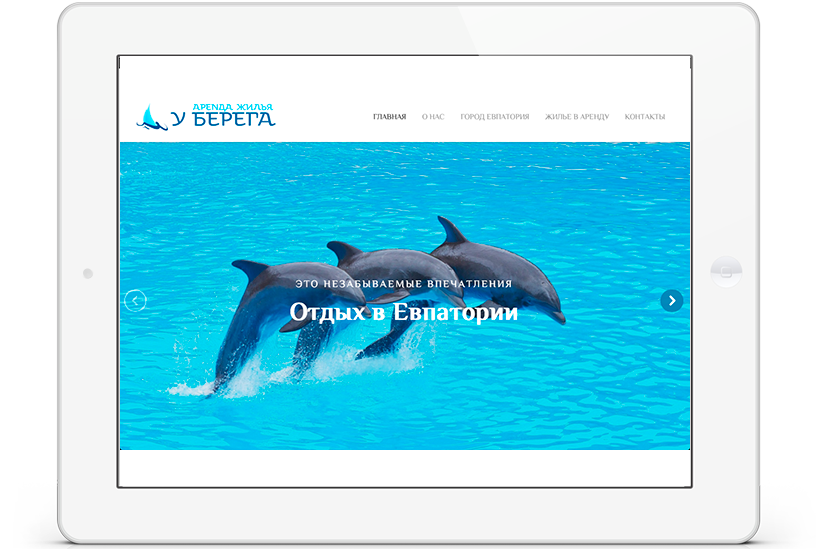 АРЕНДА ЖИЛЬЯ
У БЕРЕГА
ГЛАВНАЯ О НАС ГОРОД ЕВПАТОРИЯ ЖИЛЬЕ В АРЕНДУ КОНТАКТЫ
ЭТО НЕЗАБЫВАЕМЫЕ ВПЕЧАТЛЕНИЯ
Отдых в Евпатории